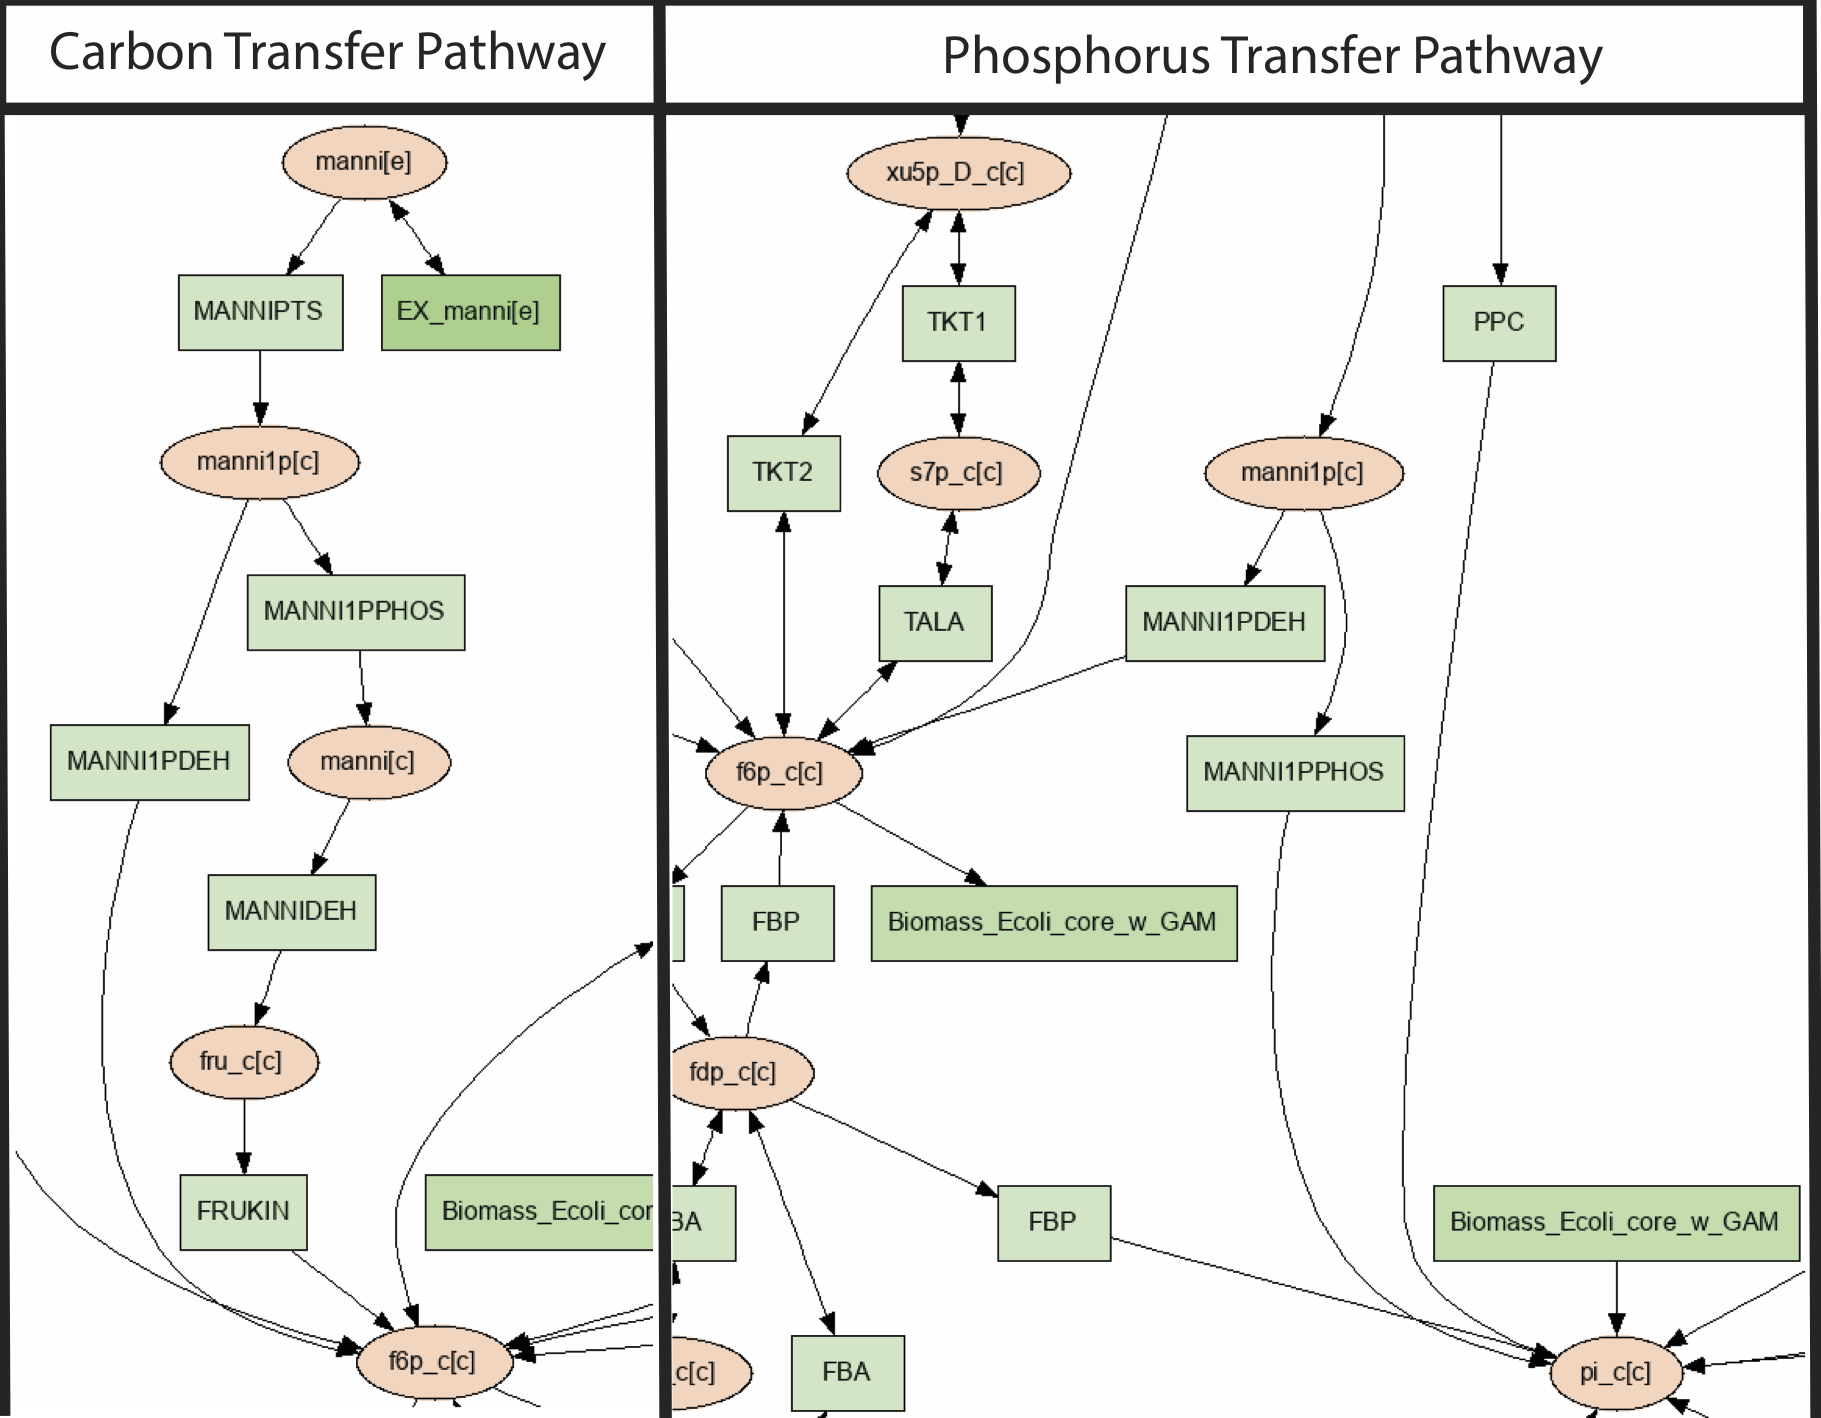 Carbon Transfer Pathway
Phosphorus Transfer Pathway
manni[e]
MANNIPTS
EX_manni[e]
manni1p[c]
MANNI1PPHOS
MANNI1PDEH
manni[c]
MANNIDEH
fru_c[c]
FRUKIN
Biomass_Ecoli_cor
f6p_c[c]
xu5p_D_c[c]
TKT1
PPC
TKT2
s7p_c[c]
manni1p[c]
TALA
MANNI1PDEH
f6p_c[c]
MANNI1PPHOS
FBP
Biomass_Ecoli_core_w_GAM
fdp_c[c]
BA
FBP
Biomass_Ecoli_core_w_GAM
_c[c]
FBA
pi_c[c]